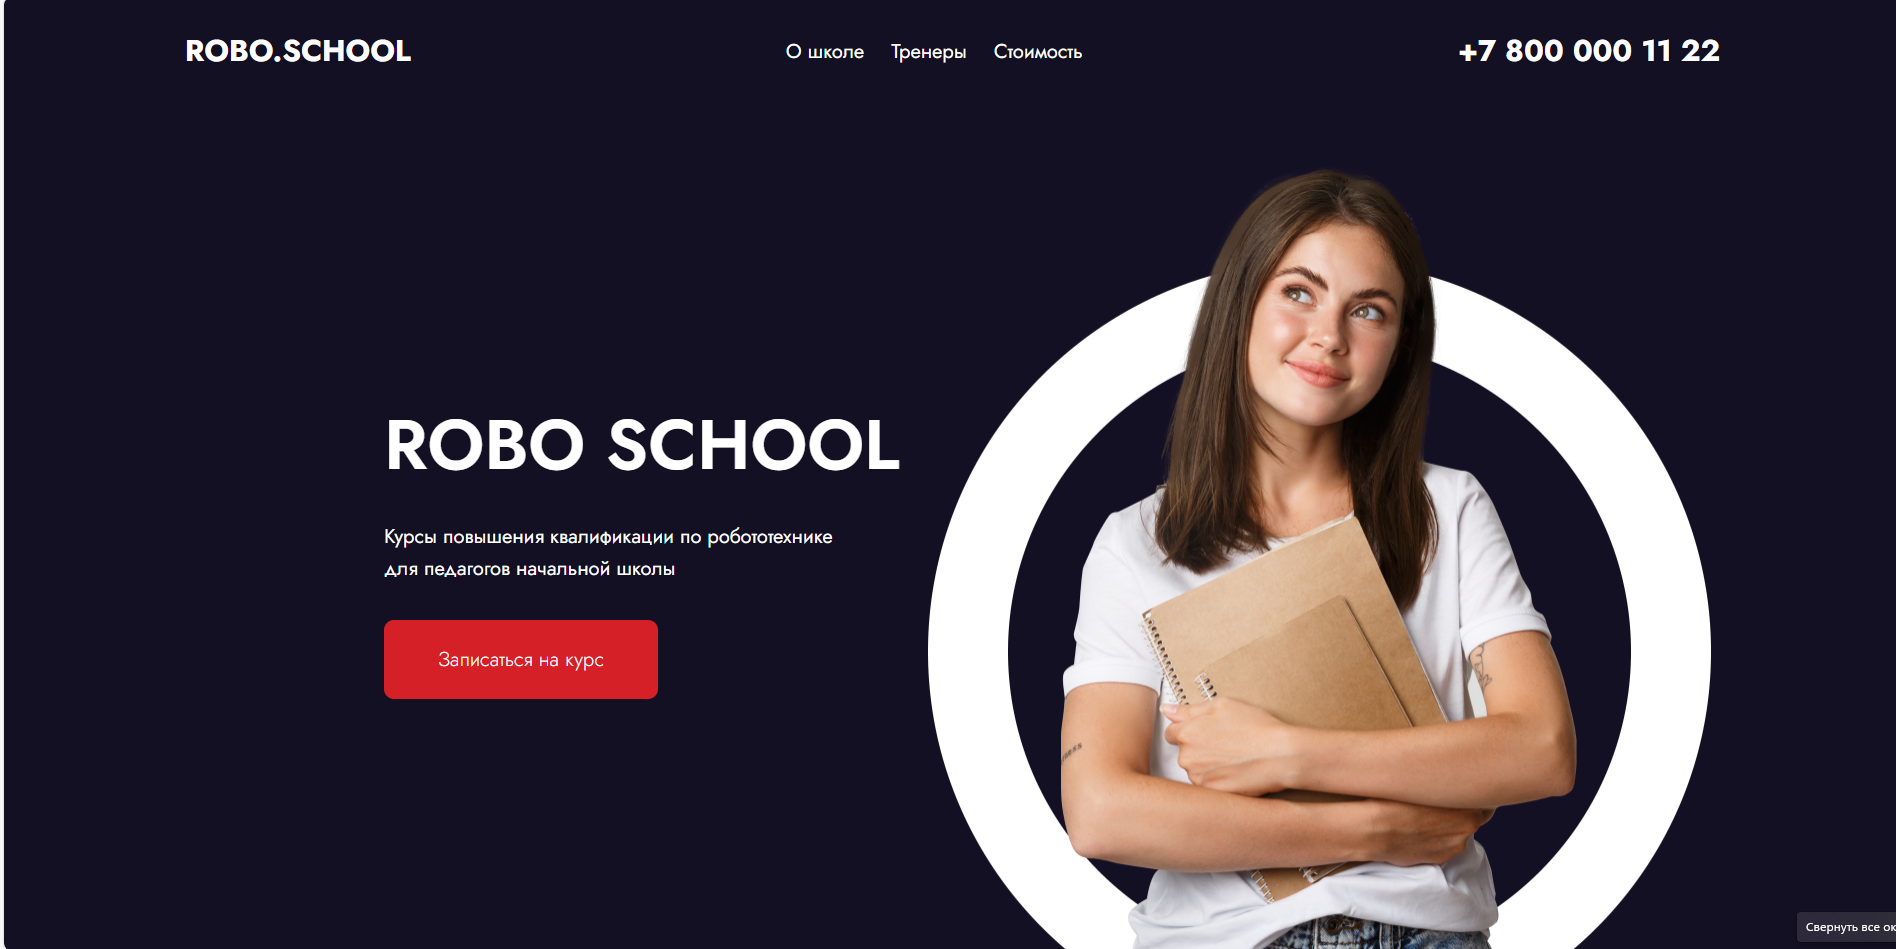 ROBO.SCHOOL
О школе Тренеры Стоимость
+7 800 000 11 22
ROBO SCHOOL
Курсы повышения квалификации по робототехнике
для педагогов начальной школы
Записаться на курс
Свернуть все